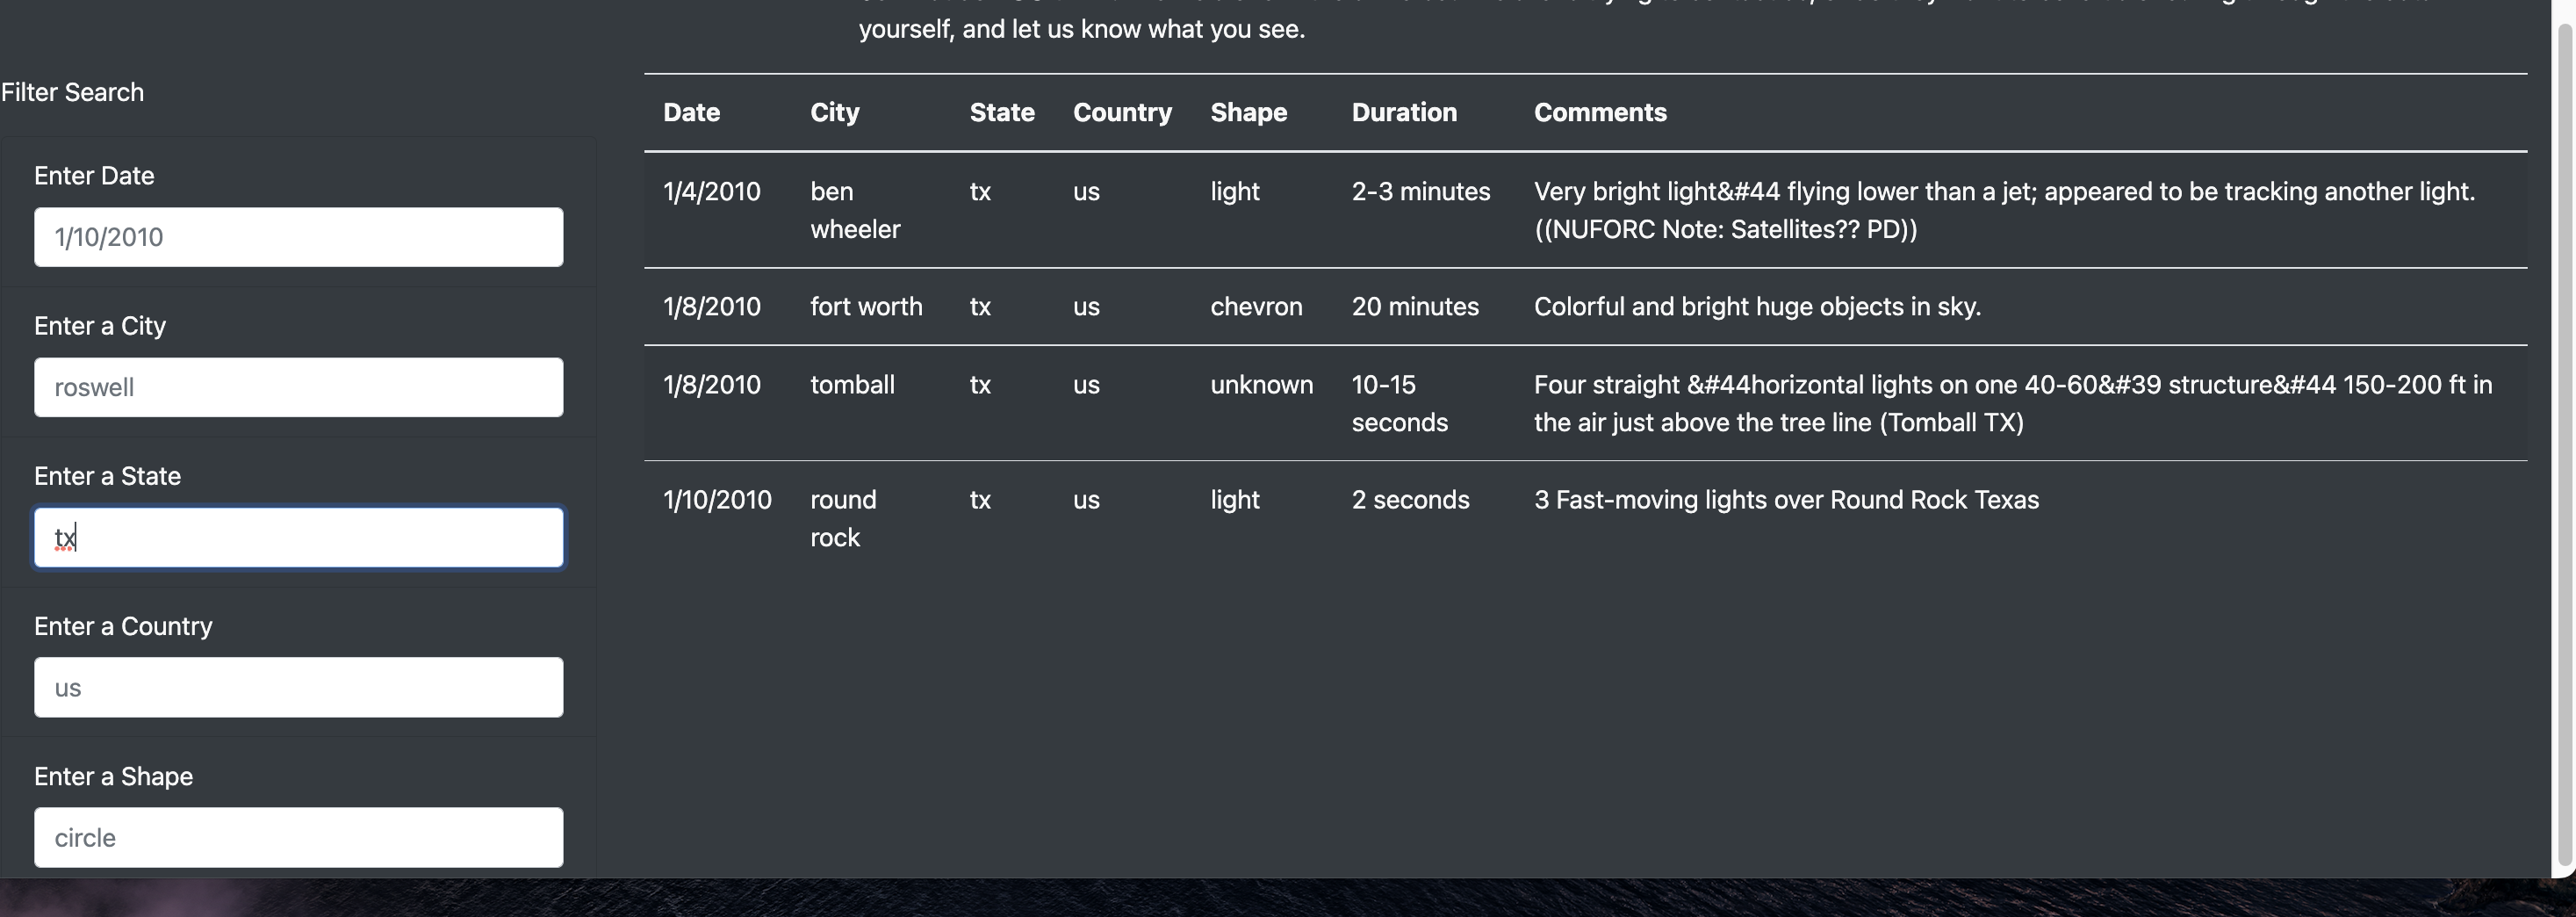 yourself, and let us know what you see.
Filter Search
Enter Date
1/10/2010
Enter a City
roswell
Enter a State
tx
Enter a Country
us
Enter a Shape
circle
Date City State Country Shape Duration Comments
1/4/2010 ben tx us light 2-3 minutes Very bright light&#44 flying lower than a jet; appeared to be tracking another light.
wheeler ((NUFORC Note: Satellites?? PD))
1/8/2010 fort worth tx us chevron 20 minutes Colorful and bright huge objects in sky.
1/8/2010 tomball tx us unknown 10-15 Four straight &#44horizontal lights on one 40-60&#39 structure&#44 150-200 ft in
seconds the air just above the tree line (Tomball TX)
1/10/2010 round tx us light 2 seconds 3 Fast-moving lights over Round Rock Texas
rock